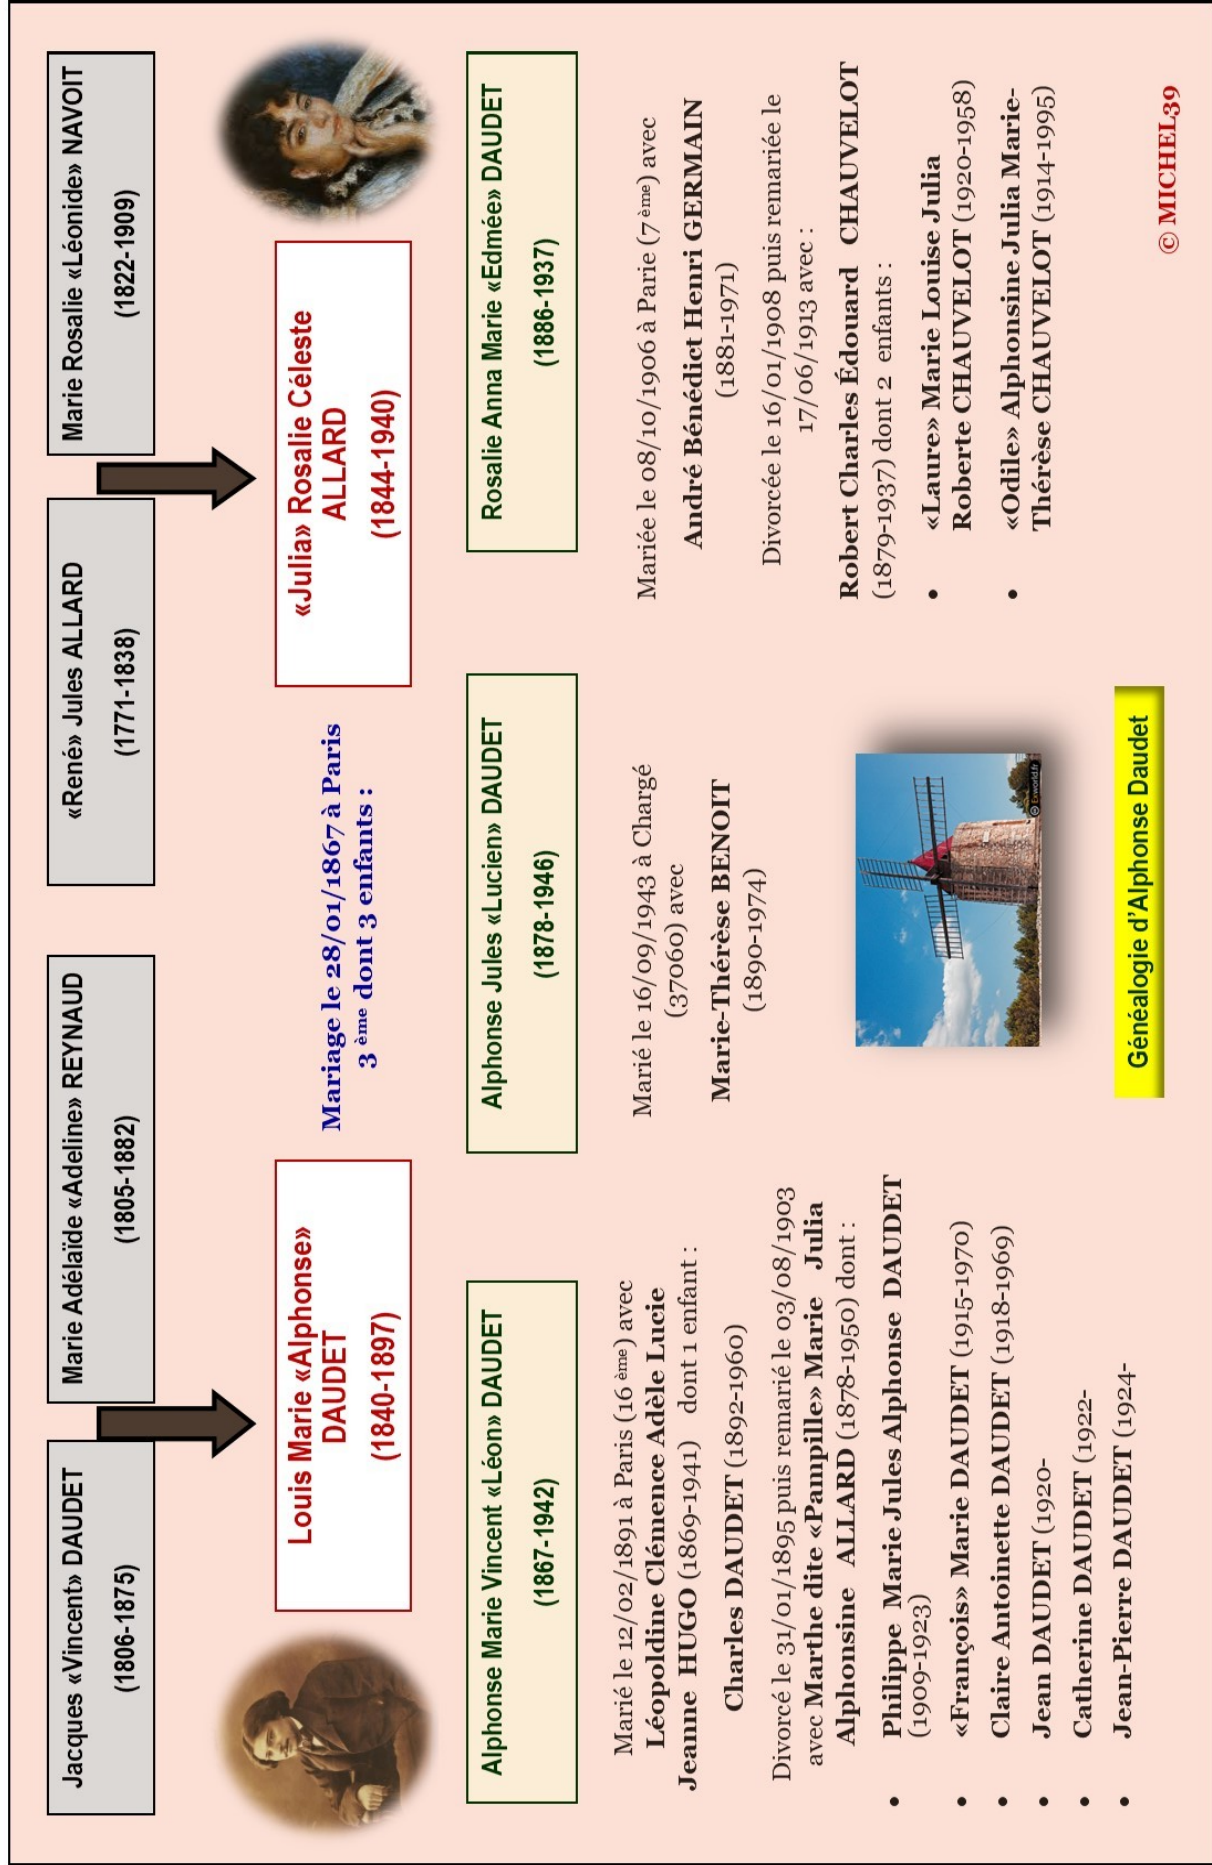 Jacques «Vincent» DAUDET
(1806-1875)
Marie Adélaïde «Adeline» REYNAUD
(1805-1882)
«René» Jules ALLARD
(1771-1838)
Marie Rosalie «Léonide» NAVOIT
(1822-1909)
Louis Marie «Alphonse»
DAUDET
(1840-1897)
Mariage le 28/01/1867 à Paris
3 ème dont 3 enfants :
«Julia» Rosalie Céleste
ALLARD
(1844-1940)
Alphonse Marie Vincent «Léon» DAUDET
(1867-1942)
Marié le 12/02/1891 à Paris (16 ème) avec
Léopoldine Clémence Adèle Lucie
Jeanne HUGO (1869-1941) dont 1 enfant :
Charles DAUDET (1892-1960)
Divorcé le 31/01/1895 puis remarié le 03/08/1903
avec Marthe dite «Pampille» Marie Julia
Alphonsine ALLARD (1878-1950) dont :
• Philippe Marie Jules Alphonse DAUDET
(1909-1923)
• «François» Marie DAUDET (1915-1970)
• Claire Antoinette DAUDET (1918-1969)
• Jean DAUDET (1920-
• Catherine DAUDET (1922-
• Jean-Pierre DAUDET (1924-
Alphonse Jules «Lucien» DAUDET
(1878-1946)
Marié le 16/09/1943 à Chargé
(37060) avec
Marie-Thérèse BENOIT
(1890-1974)
© Exworld.fr
Généalogie d'Alphonse Daudet
Rosalie Anna Marie «Edmée» DAUDET
(1886-1937)
Mariée le 08/10/1906 à Parie (7 ème) avec
André Bénédict Henri GERMAIN
(1881-1971)
Divorcée le 16/01/1908 puis remariée le
17/06/1913 avec :
Robert Charles Édouard CHAUVELOT
(1879-1937) dont 2 enfants :
• «Laure» Marie Louise Julia
Roberte CHAUVELOT (1920-1958)
• «Odile» Alphonsine Julia Marie-
Thérèse CHAUVELOT (1914-1995)
© MICHEL39